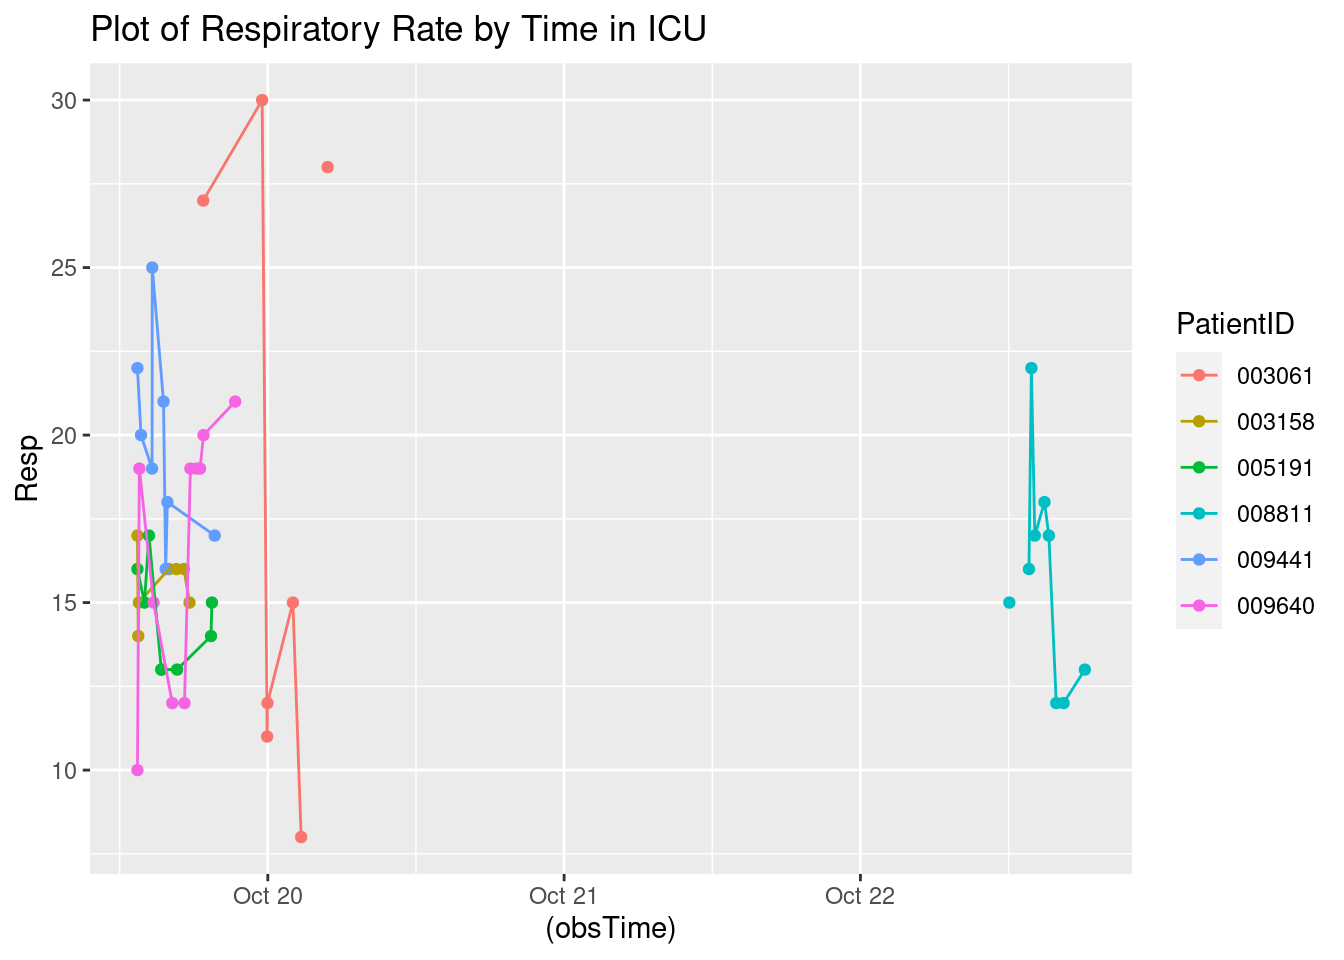 Plot of Respiratory Rate by Time in ICU
30
25
20
15
10
Resp
Oct 20
Oct 21
Oct 22
(obsTime)
PatientID
003061
003158
005191
008811
009441
009640